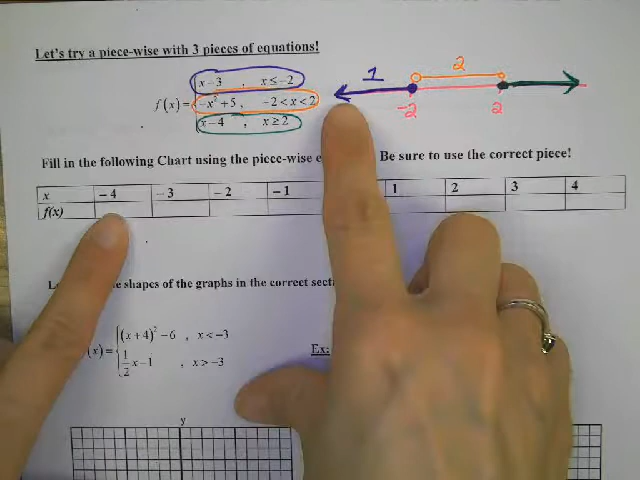 Let's try a piece-wise with 3 pieces of equations!
1 2
x-3 , x ≤ -2
f(x) = -x² + 5 , -2 < x < 2
x-4 , x ≥ 2
-2 2
Fill in the following Chart using the piece-wise Be sure to use the correct piece!
x -4 -3 -2 -1 1 2 3 4
f(x)
shapes of the graphs in the correct
(x+4)² - 6 , x < -3
(x) =
1/2 x - 1 , x > -3
Ex:
y